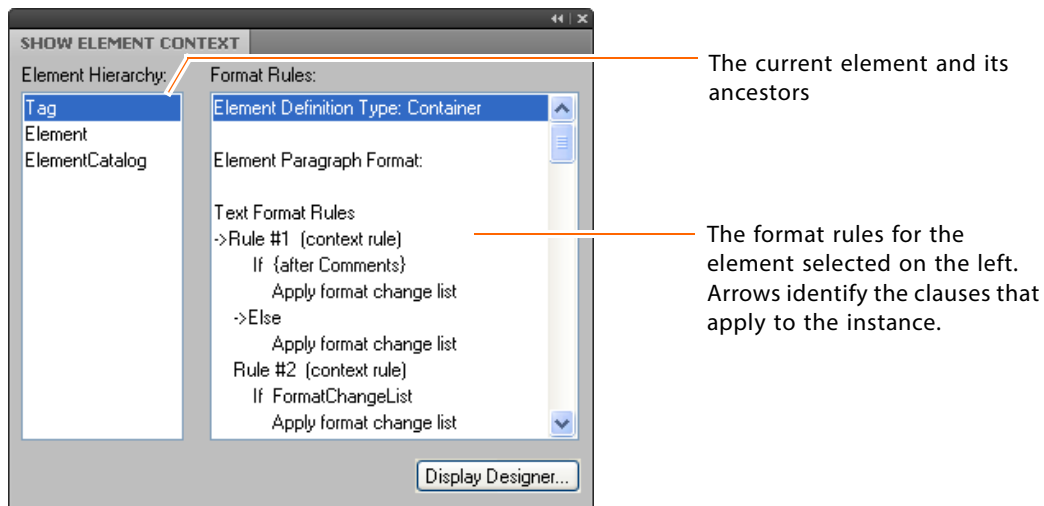 SHOW ELEMENT CONTEXT
Element Hierarchy:
Tag
Element
ElementCatalog
Format Rules:
Element Definition Type: Container
Element Paragraph Format:
Text Format Rules
->Rule #1 (context rule)
If {after Comments}
Apply format change list
->Else
Apply format change list
Rule #2 (context rule)
If FormatChangeList
Apply format change list
Display Designer...
The current element and its
ancestors
The format rules for the
element selected on the left.
Arrows identify the clauses that
apply to the instance.